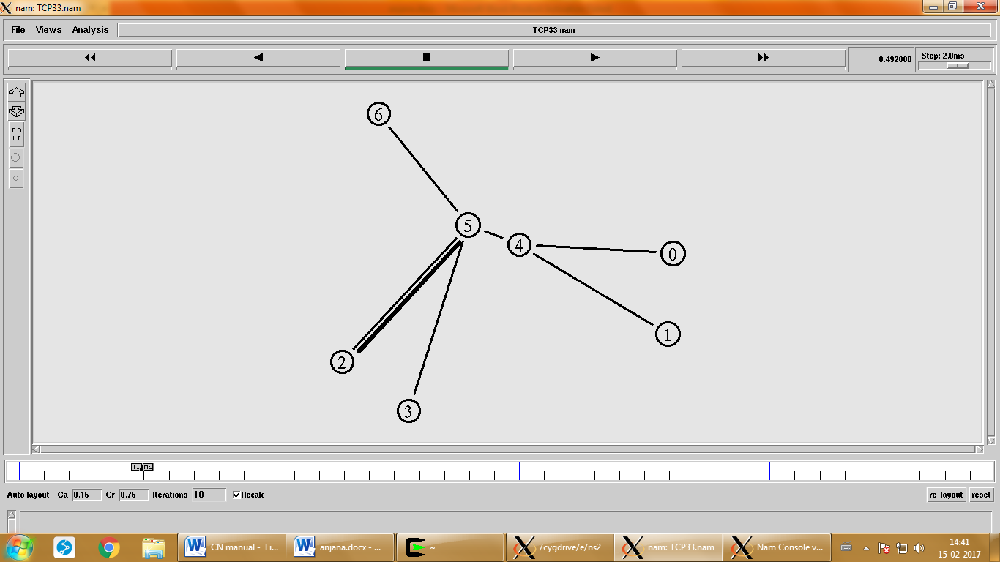 nam: TCP33.nam
File Views Analysis TCP33.nam
0.492000 Step: 2.0ms
ED
IT
6
5
4
0
1
2
3
TIME
Auto layout: Ca 0.15 Cr 0.75 Iterations 10 Recalc re-layout reset
CN manual - Fi... anjana.docx - ... ~ /cygdrive/e/ns2 nam: TCP33.nam Nam Console v... 14:41
15-02-2017